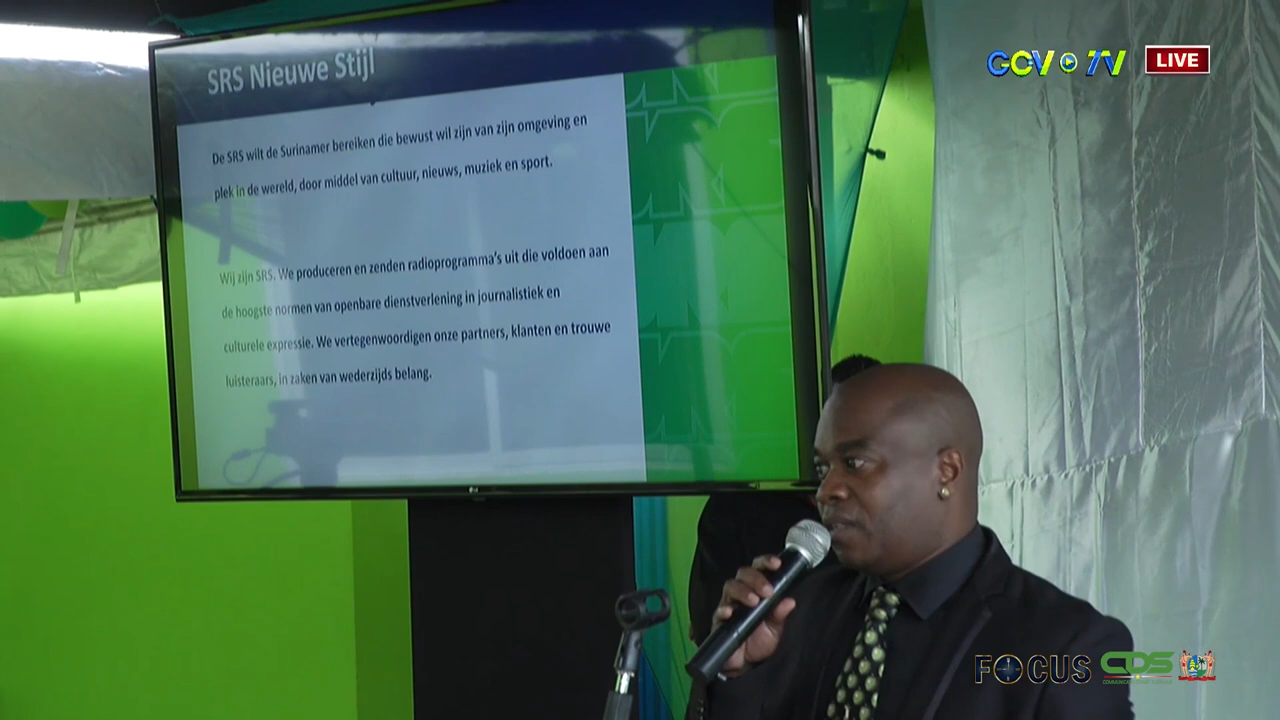 GOV TV
LIVE
SRS Nieuwe Stijl
De SRS wilt de Surinamer bereiken die bewust wil zijn van zijn omgeving en
plek in de wereld, door middel van cultuur, nieuws, muziek en sport.
Wij zijn SRS. We produceren en zenden radioprogramma's uit die voldoen aan
de hoogste normen van openbare dienstverlening in journalistiek en
culturele expressie. We vertegenwoordigen onze partners, klanten en trouwe
luisteraars, in zaken van wederzijds belang.
FOCUS
CDS